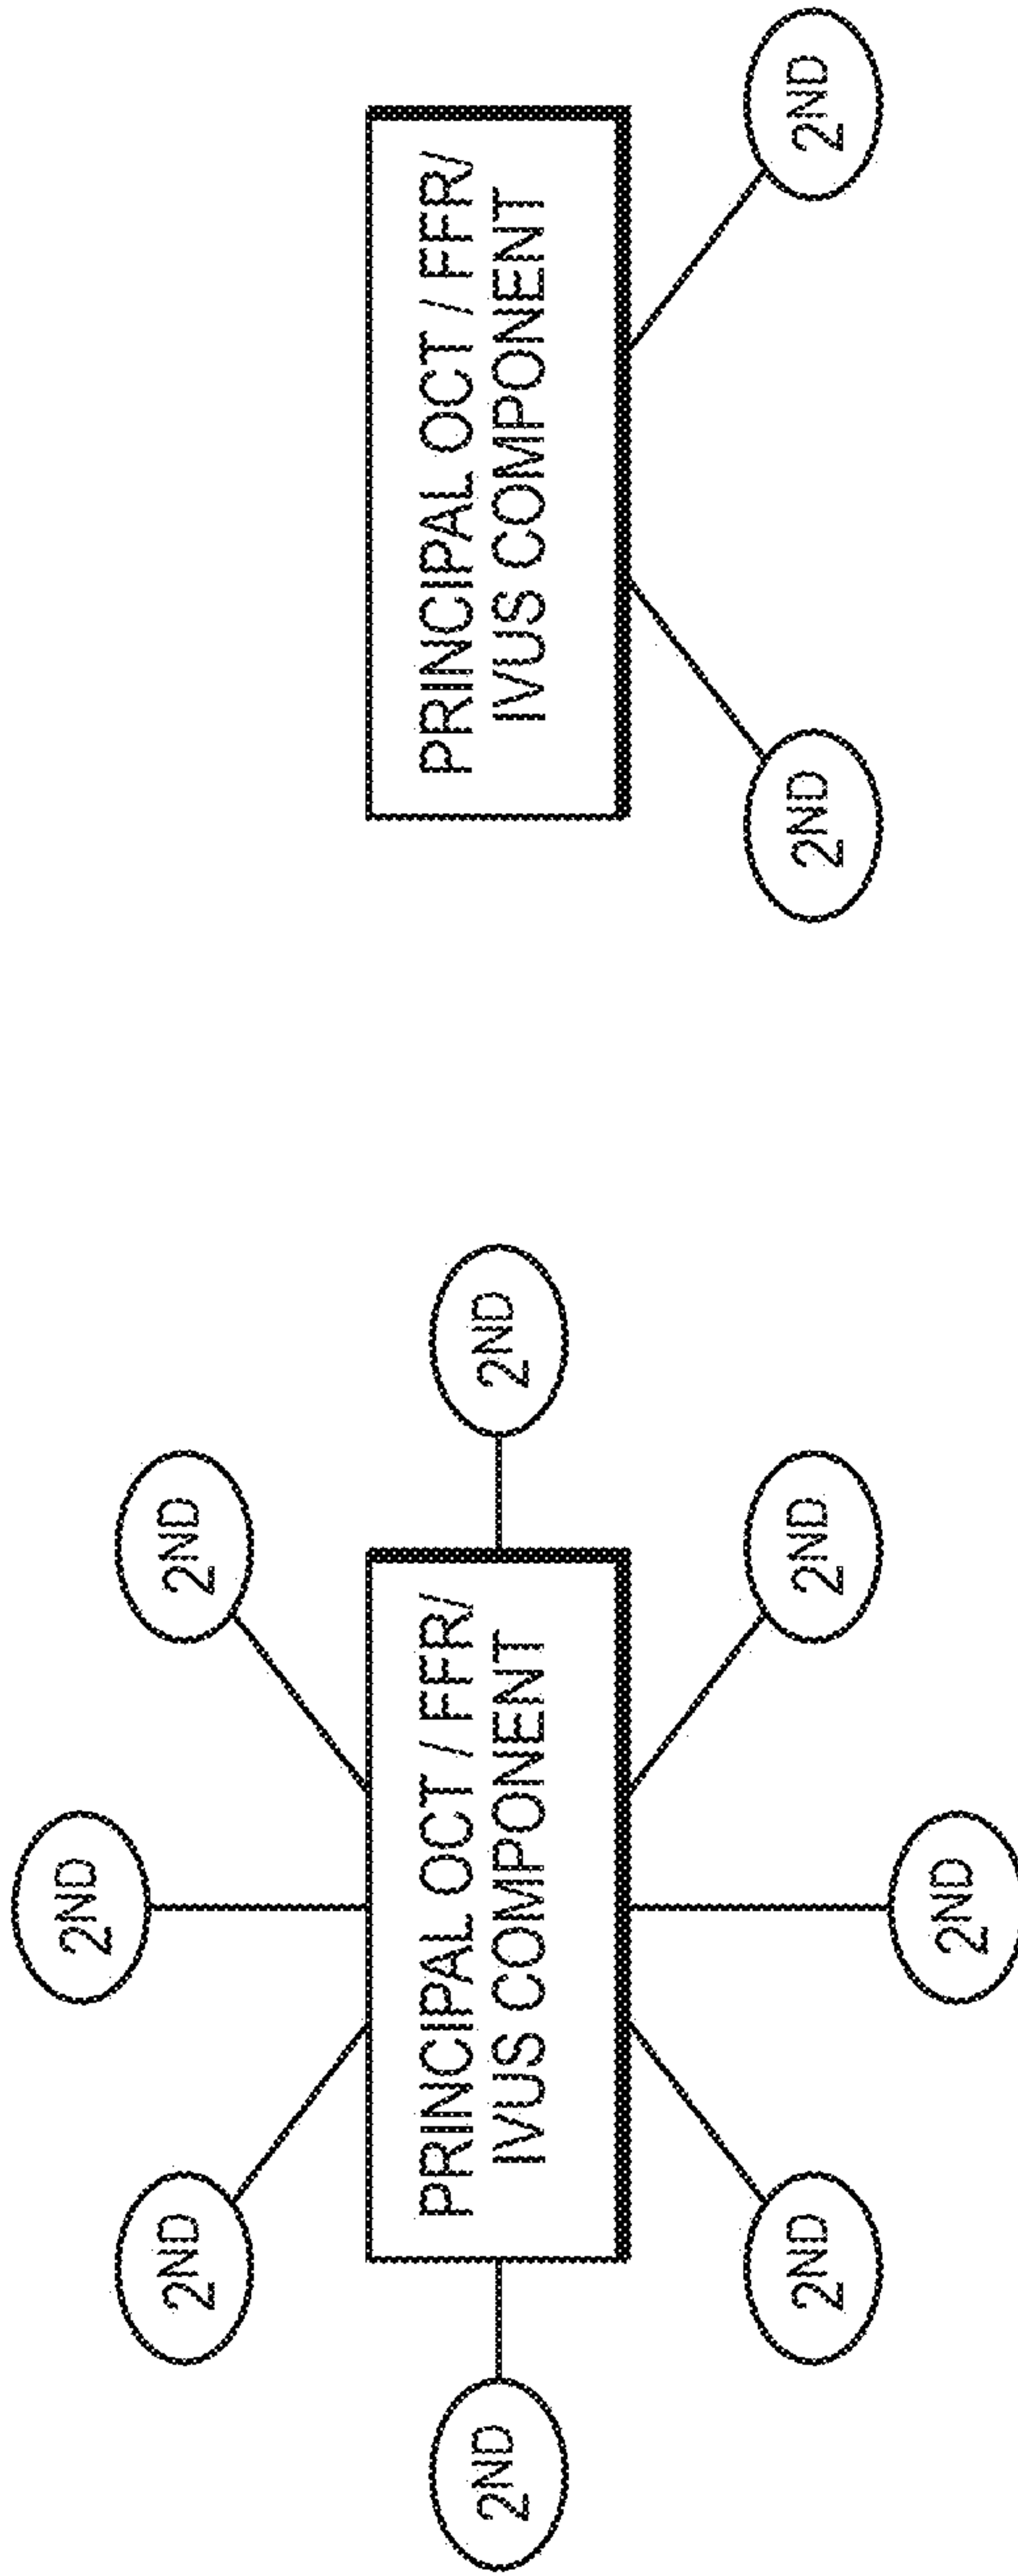 2ND
2ND
2ND
2ND
PRINCIPAL OCT / FFR/
IVUS COMPONENT
2ND
2ND
2ND
2ND
PRINCIPAL OCT / FFR/
IVUS COMPONENT
2ND
2ND